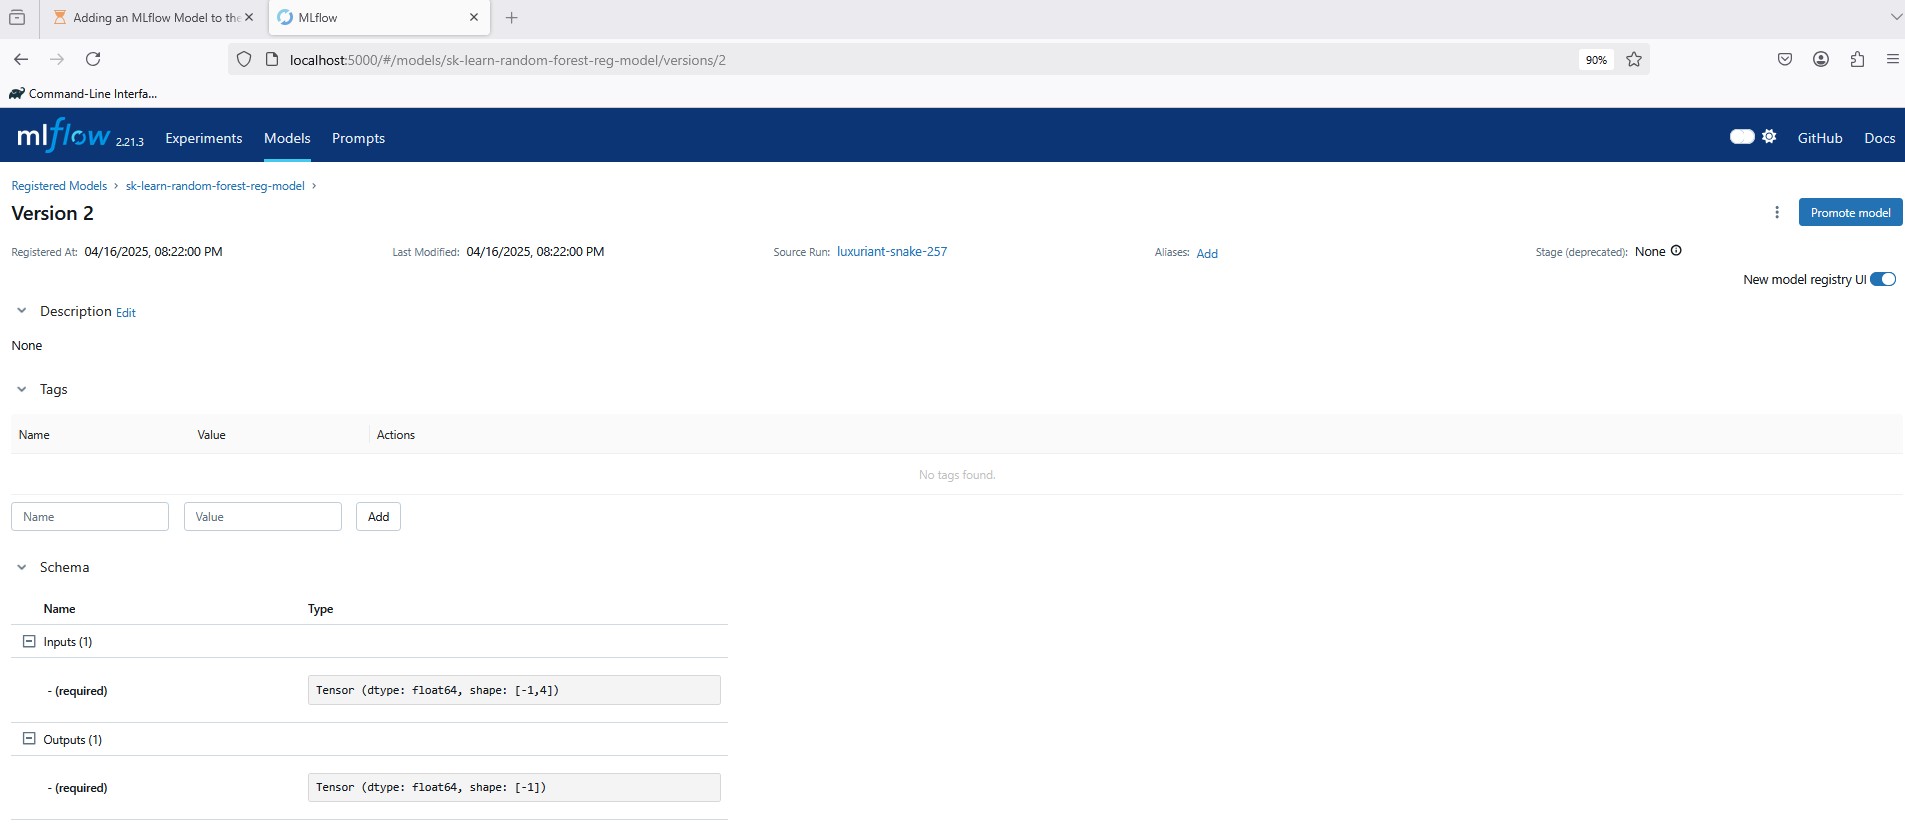 Adding an MLflow Model to the
MLflow
localhost:5000/#/models/sk-learn-random-forest-reg-model/versions/2
90%
Command-Line Interfa...
mlflow 2.21.3 Experiments Models Prompts GitHub Docs
Registered Models > sk-learn-random-forest-reg-model >
Version 2
Promote model
Registered At: 04/16/2025, 08:22:00 PM Last Modified: 04/16/2025, 08:22:00 PM Source Run: luxuriant-snake-257 Aliases: Add Stage (deprecated): None
New model registry UI
Description Edit
None
Tags
Name Value Actions
No tags found.
Name Value Add
Schema
Name Type
Inputs (1)
- (required) Tensor (dtype: float64, shape: [-1,4])
Outputs (1)
- (required) Tensor (dtype: float64, shape: [-1])